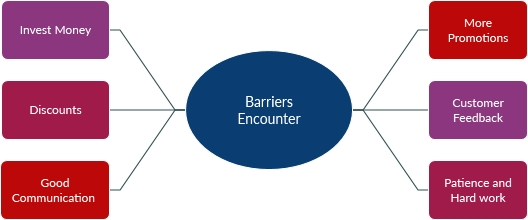 Invest Money
Discounts
Good
Communication
Barriers
Encounter
More
Promotions
Customer
Feedback
Patience and
Hard work